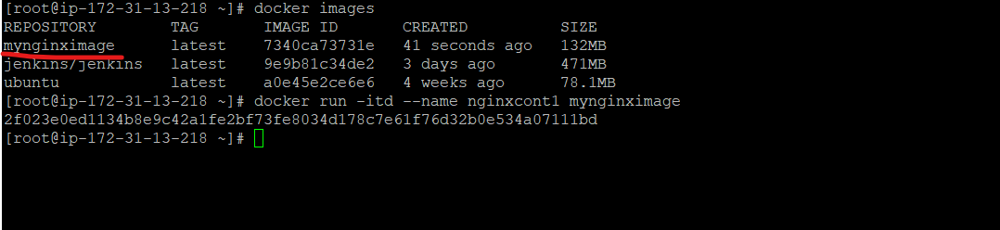 [root@ip-172-31-13-218 ~]# docker images
REPOSITORY TAG IMAGE ID CREATED SIZE
mynginximage latest 7340ca73731e 41 seconds ago 132MB
jenkins/jenkins latest 9e9b81c34de2 3 days ago 471MB
ubuntu latest a0e45e2ce6e6 4 weeks ago 78.1MB
[root@ip-172-31-13-218 ~]# docker run -itd --name nginxcont1 mynginximage
2f023e0ed1134b8e9c42a1fe2bf73fe8034d178c7e61f76d32b0e534a07111bd
[root@ip-172-31-13-218 ~]#